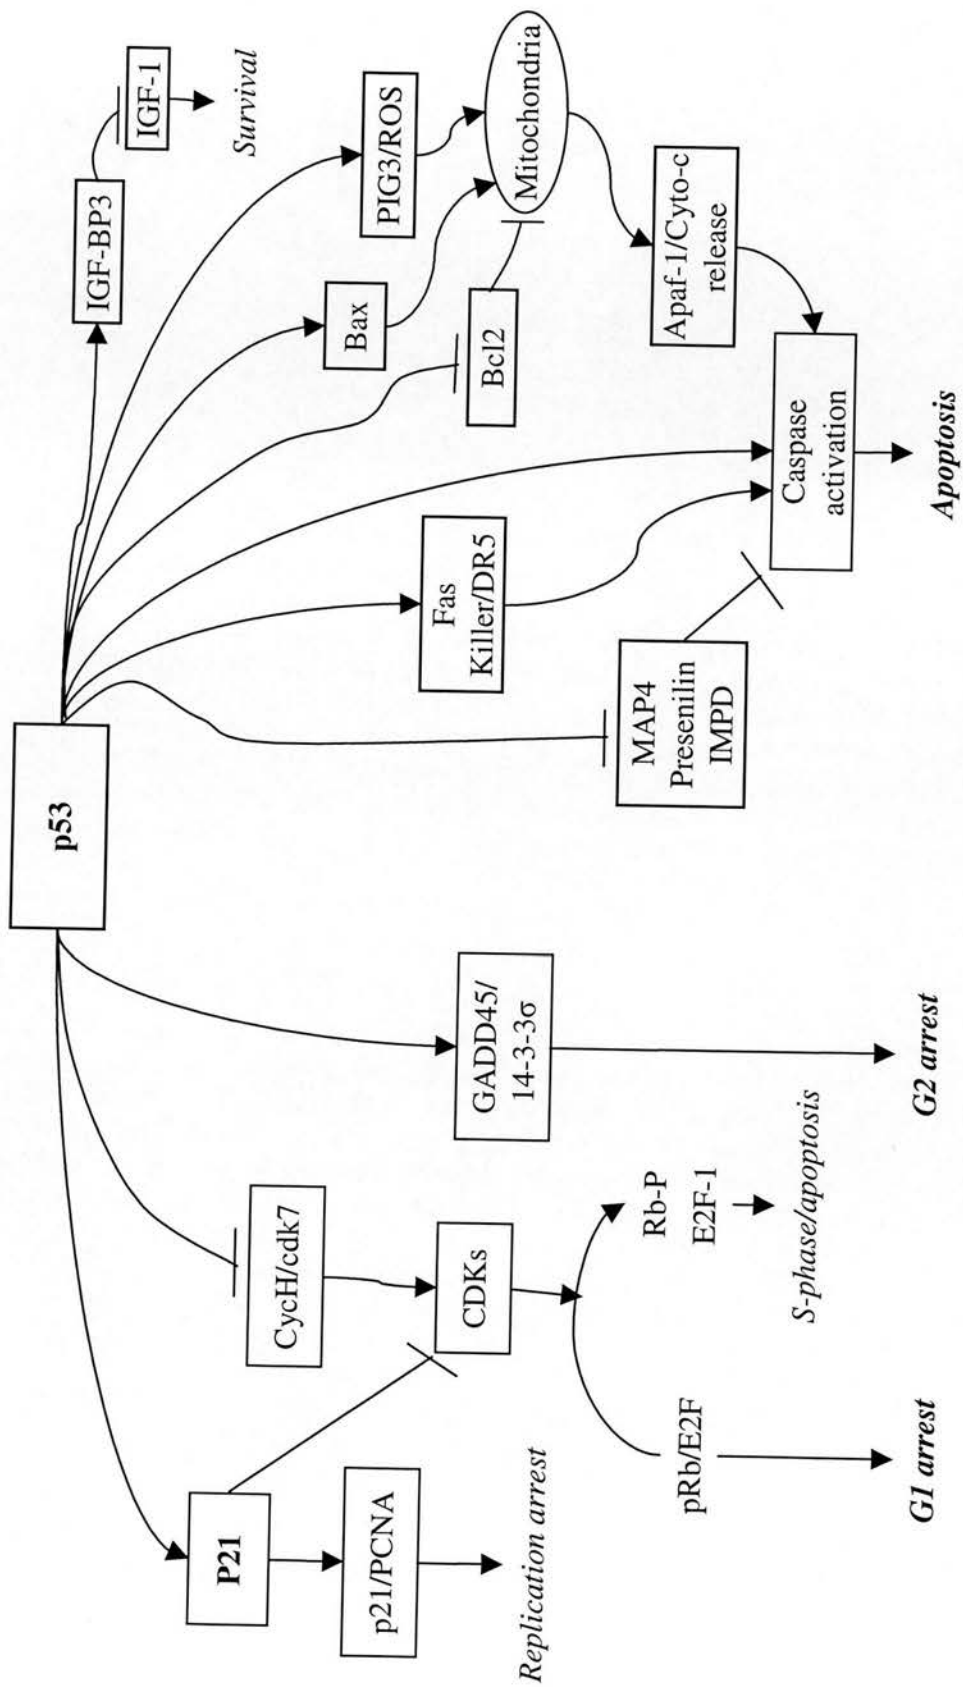 p53
P21
p21/PCNA
Replication arrest
CycH/cdk7
CDKs
pRb/E2F
G1 arrest
Rb-P
E2F-1
S-phase/apoptosis
GADD45/
14-3-3σ
G2 arrest
MAP4
Presenilin
IMPD
Fas
Killer/DR5
Caspase
activation
Apoptosis
Bcl2
Bax
PIG3/ROS
Mitochondria
Apaf-1/Cyto-c
release
IGF-BP3
IGF-1
Survival